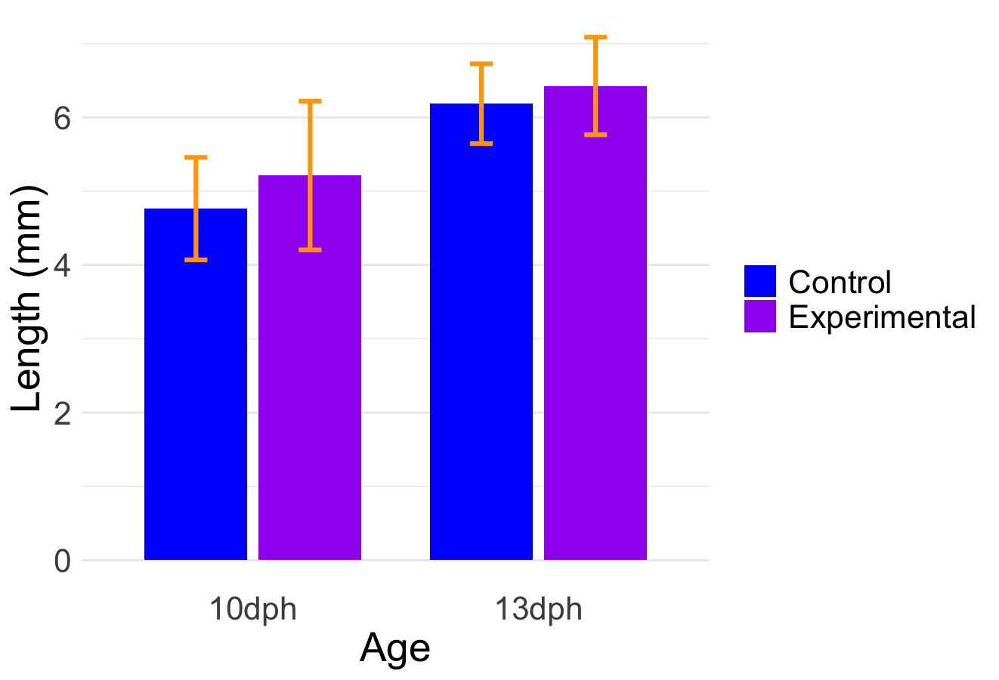 Length (mm)
6
4
2
0
10dph 13dph
Age
Control
Experimental